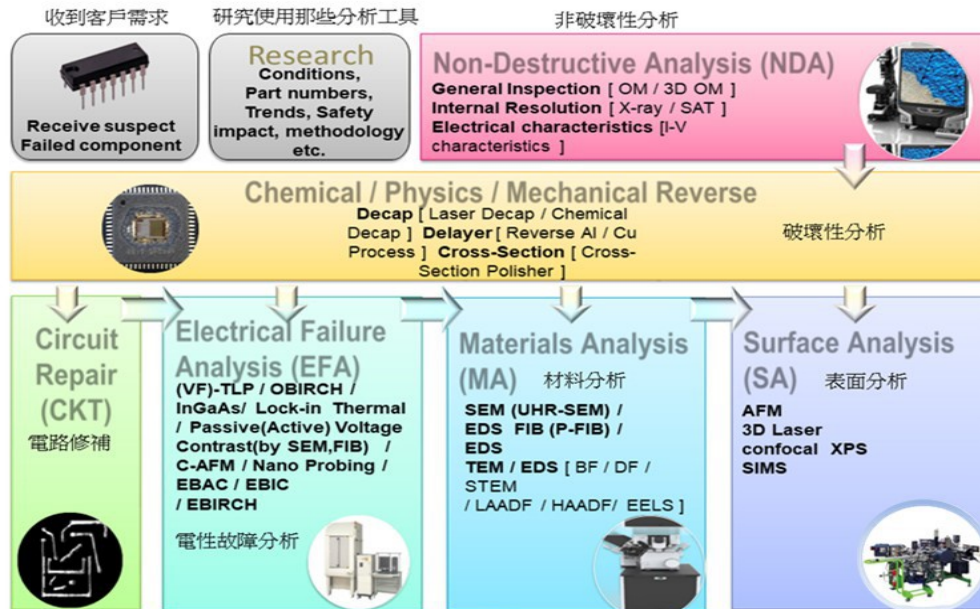 收到客戶需求
研究使用那些分析工具
非破壞性分析
Receive suspect
Failed component
Research
Conditions,
Part numbers,
Trends, Safety
impact, methodology
etc.
Non-Destructive Analysis (NDA)
General Inspection [ OM / 3D OM ]
Internal Resolution [ X-ray / SAT ]
Electrical characteristics [I-V
characteristics ]
Chemical / Physics / Mechanical Reverse
Decap [ Laser Decap / Chemical
Decap ] Delayer [ Reverse Al / Cu
Process ] Cross-Section [ Cross-
Section Polisher ]
破壞性分析
Circuit
Repair
(CKT)
電路修補
Electrical Failure
Analysis (EFA)
(VF)-TLP / OBIRCH /
InGaAs/ Lock-in Thermal
/ Passive(Active) Voltage
Contrast(by SEM,FIB) /
C-AFM / Nano Probing /
EBAC / EBIC
/ EBIRCH
電性故障分析
Materials Analysis
(MA) 材料分析
SEM (UHR-SEM) /
EDS FIB (P-FIB) /
EDS
TEM / EDS [ BF / DF /
STEM
/ LAADF / HAADF/ EELS ]
Surface Analysis
(SA) 表面分析
AFM
3D Laser
confocal XPS
SIMS